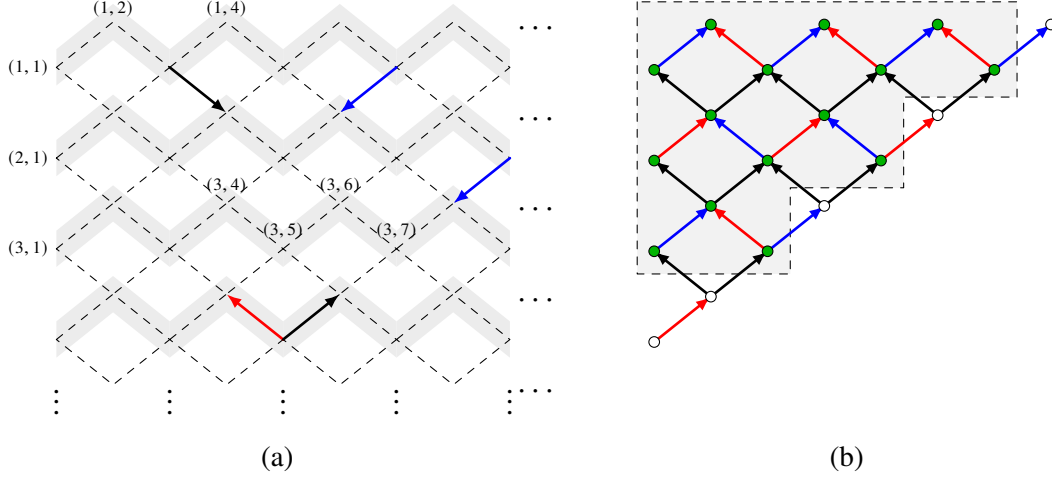 (1, 2) (1, 4)
(1, 1)
(2, 1)
(3, 4) (3, 6)
(3, 5) (3, 7)
(3, 1)
(a) (b)